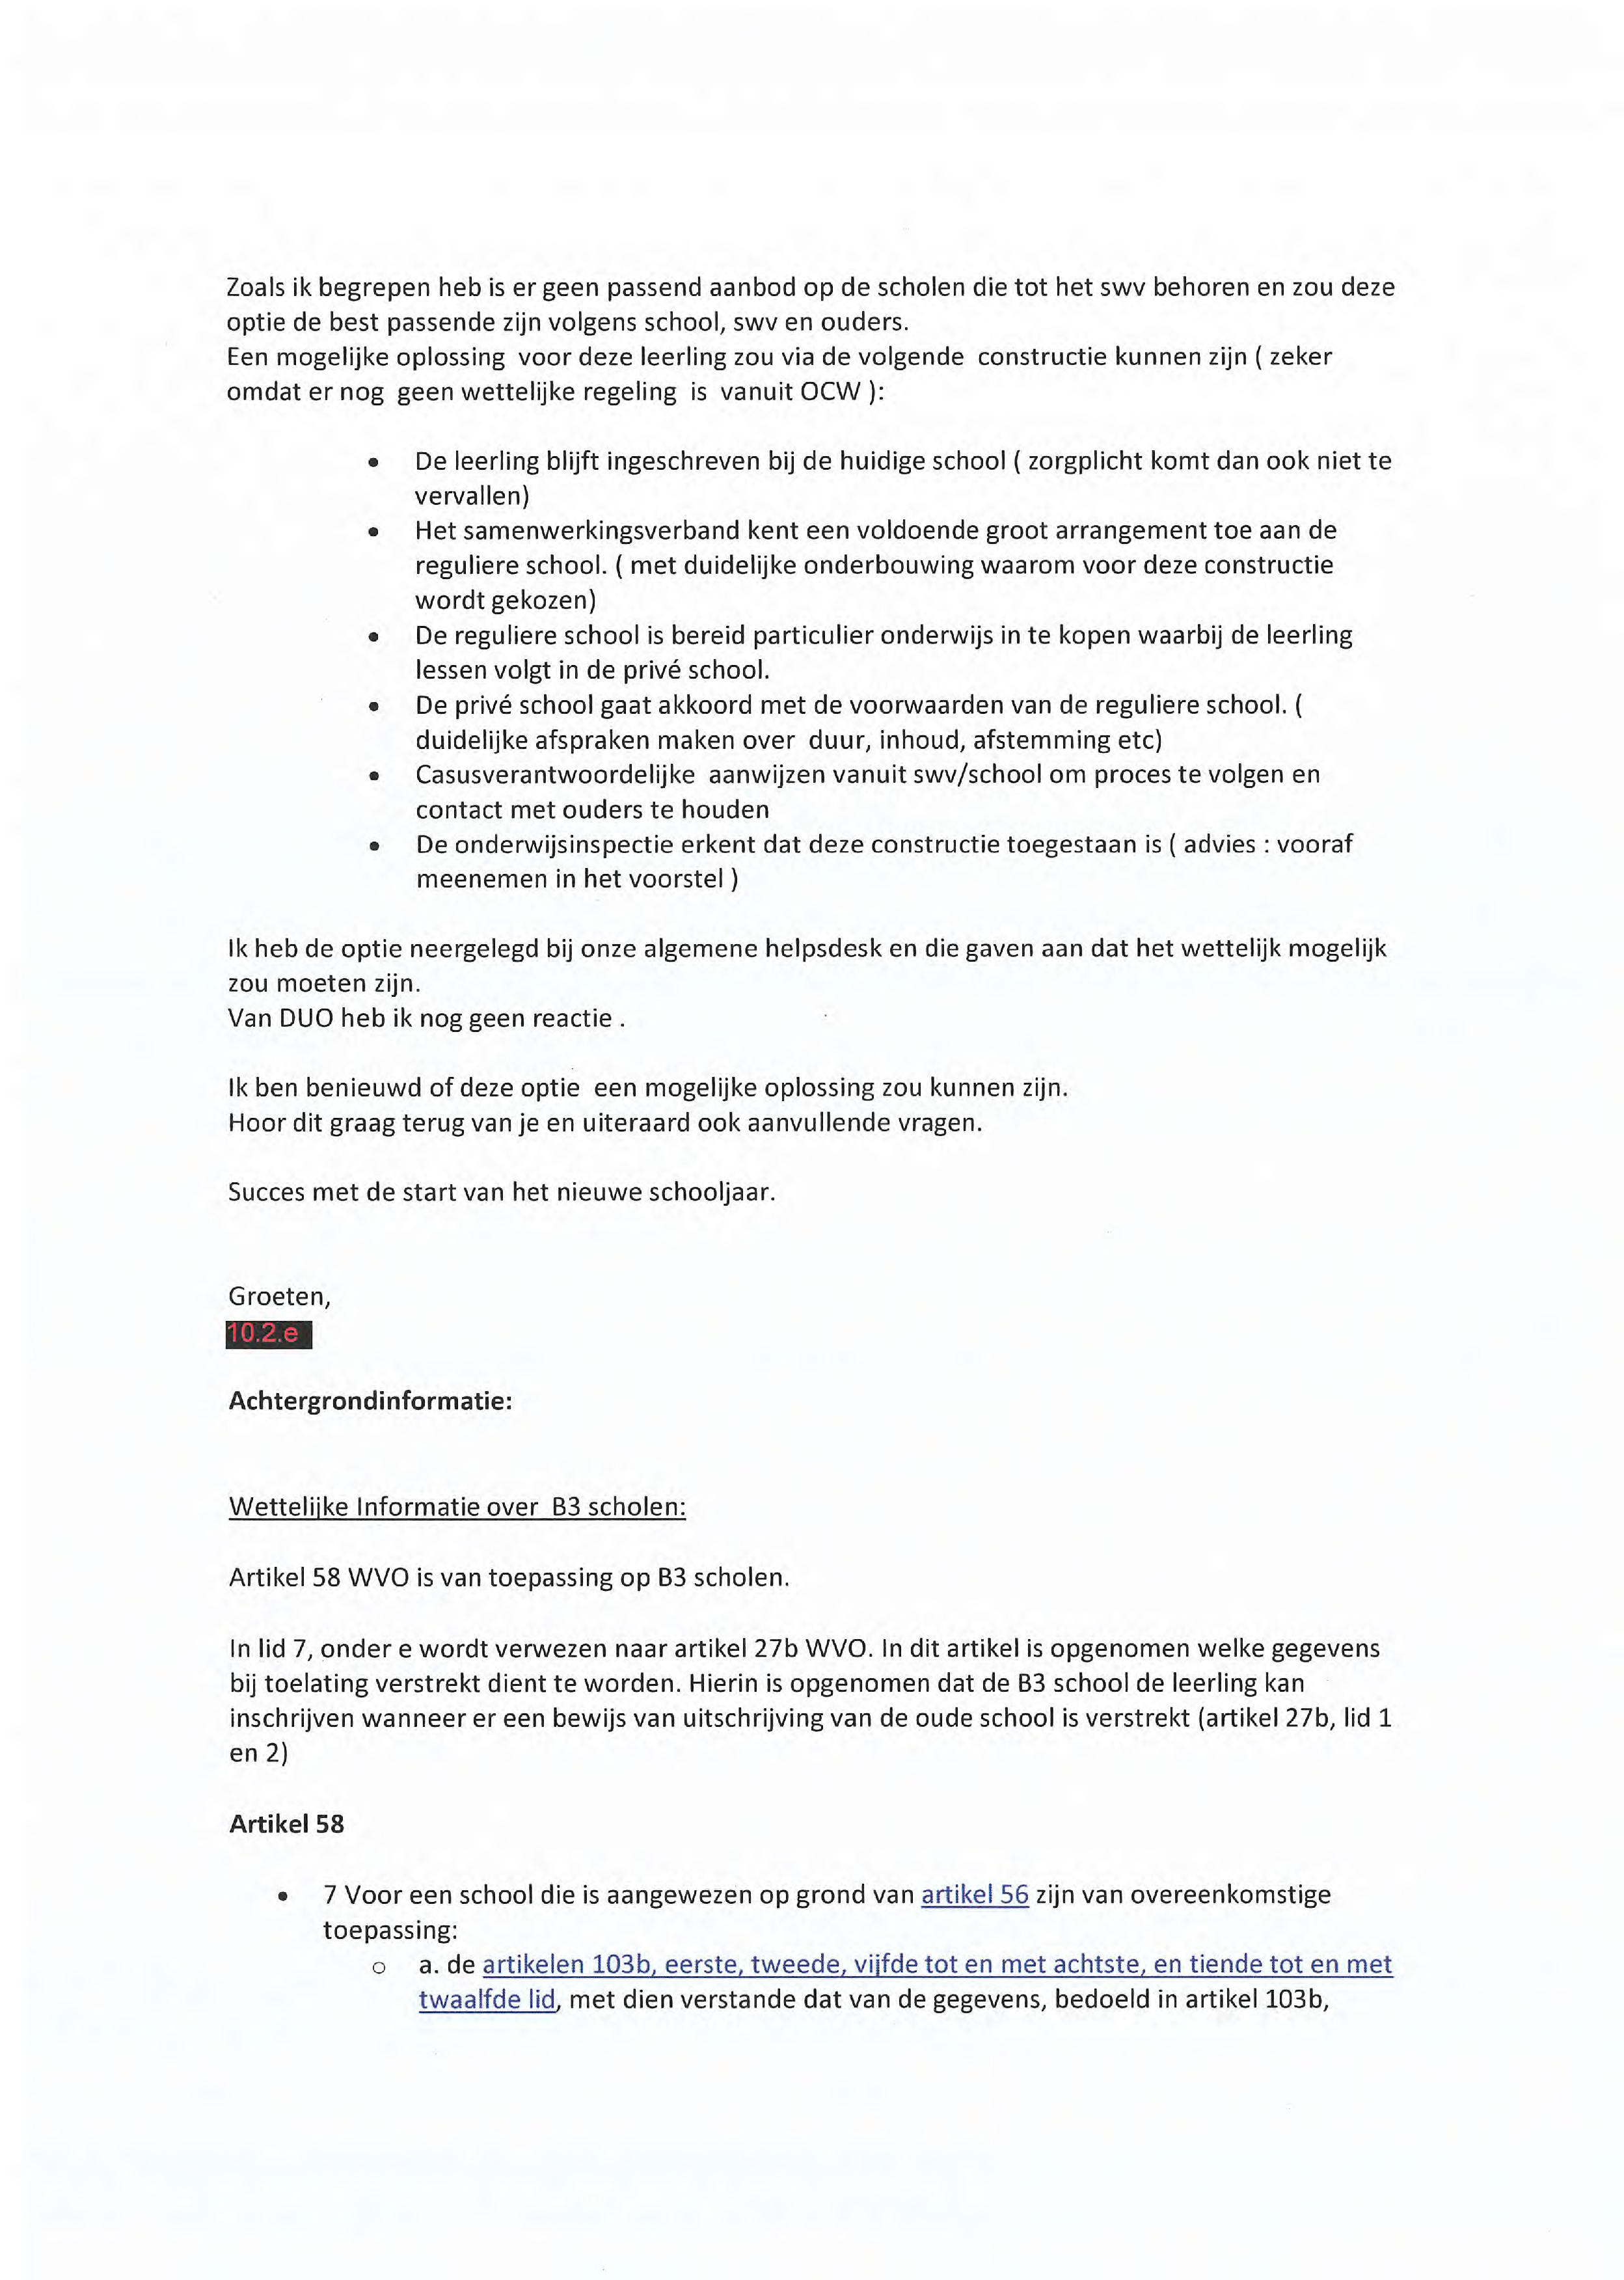 Zoals ik begrepen heb is er geen passend aanbod op de scholen die tot het swv behoren en zou deze
optie de best passende zijn volgens school, swv en ouders.
Een mogelijke oplossing voor deze leerling zou via de volgende constructie kunnen zijn ( zeker
omdat er nog geen wettelijke regeling is vanuit OCW ):
• De leerling blijft ingeschreven bij de huidige school ( zorgplicht komt dan ook niet te
vervallen)
• Het samenwerkingsverband kent een voldoende groot arrangement toe aan de
reguliere school. ( met duidelijke onderbouwing waarom voor deze constructie
wordt gekozen)
• De reguliere school is bereid particulier onderwijs in te kopen waarbij de leerling
lessen volgt in de privé school.
• De privé school gaat akkoord met de voorwaarden van de reguliere school. (
duidelijke afspraken maken over duur, inhoud, afstemming etc)
• Casusverantwoordelijke aanwijzen vanuit swv/school om proces te volgen en
contact met ouders te houden
• De onderwijsinspectie erkent dat deze constructie toegestaan is ( advies : vooraf
meenemen in het voorstel )
Ik heb de optie neergelegd bij onze algemene helpsdesk en die gaven aan dat het wettelijk mogelijk
zou moeten zijn.
Van DUO heb ik nog geen reactie .
Ik ben benieuwd of deze optie een mogelijke oplossing zou kunnen zijn.
Hoor dit graag terug van je en uiteraard ook aanvullende vragen.
Succes met de start van het nieuwe schooljaar.
Groeten,
10.2.e
Achtergrondinformatie:
Wettelijke Informatie over B3 scholen:
Artikel 58 WVO is van toepassing op B3 scholen.
In lid 7, onder e wordt verwezen naar artikel 27b WVO. In dit artikel is opgenomen welke gegevens
bij toelating verstrekt dient te worden. Hierin is opgenomen dat de B3 school de leerling kan
inschrijven wanneer er een bewijs van uitschrijving van de oude school is verstrekt (artikel 27b, lid 1
en 2)
Artikel 58
• 7 Voor een school die is aangewezen op grond van artikel 56 zijn van overeenkomstige
toepassing:
o a. de artikelen 103b, eerste, tweede, vijfde tot en met achtste, en tiende tot en met
twaalfde lid, met dien verstande dat van de gegevens, bedoeld in artikel 103b,